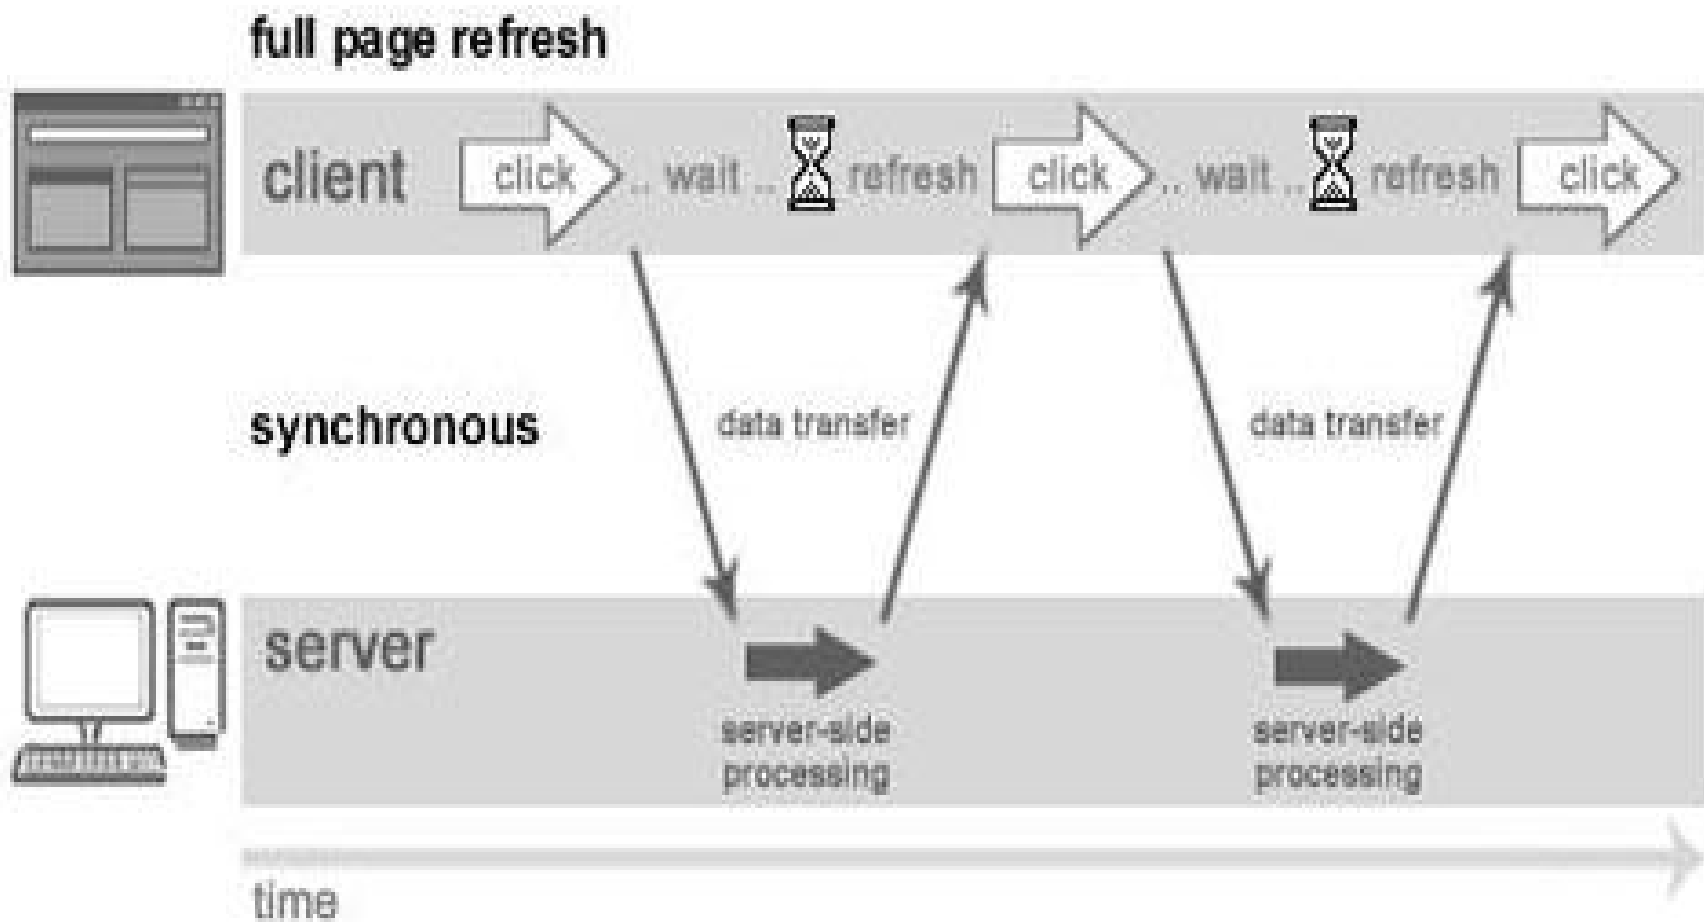 full page refresh
client click .. wait .. refresh click .. wait .. refresh click
synchronous
data transfer data transfer
server
server-side server-side
processing processing
time